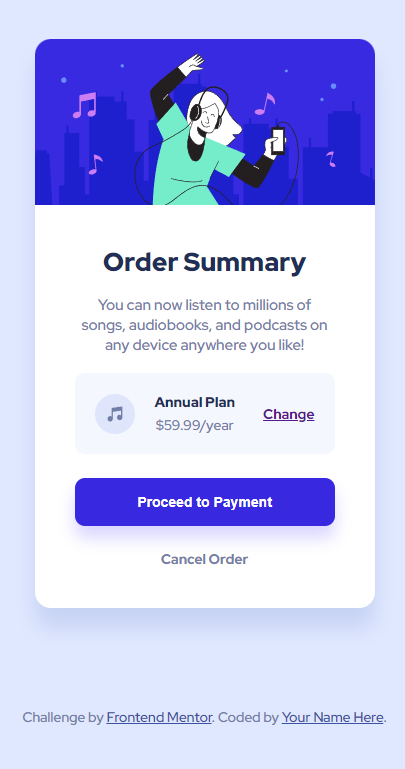 Order Summary
You can now listen to millions of
songs, audiobooks, and podcasts on
any device anywhere you like!
Annual Plan
$59.99/year
Change
Proceed to Payment
Cancel Order
Challenge by Frontend Mentor. Coded by Your Name Here.